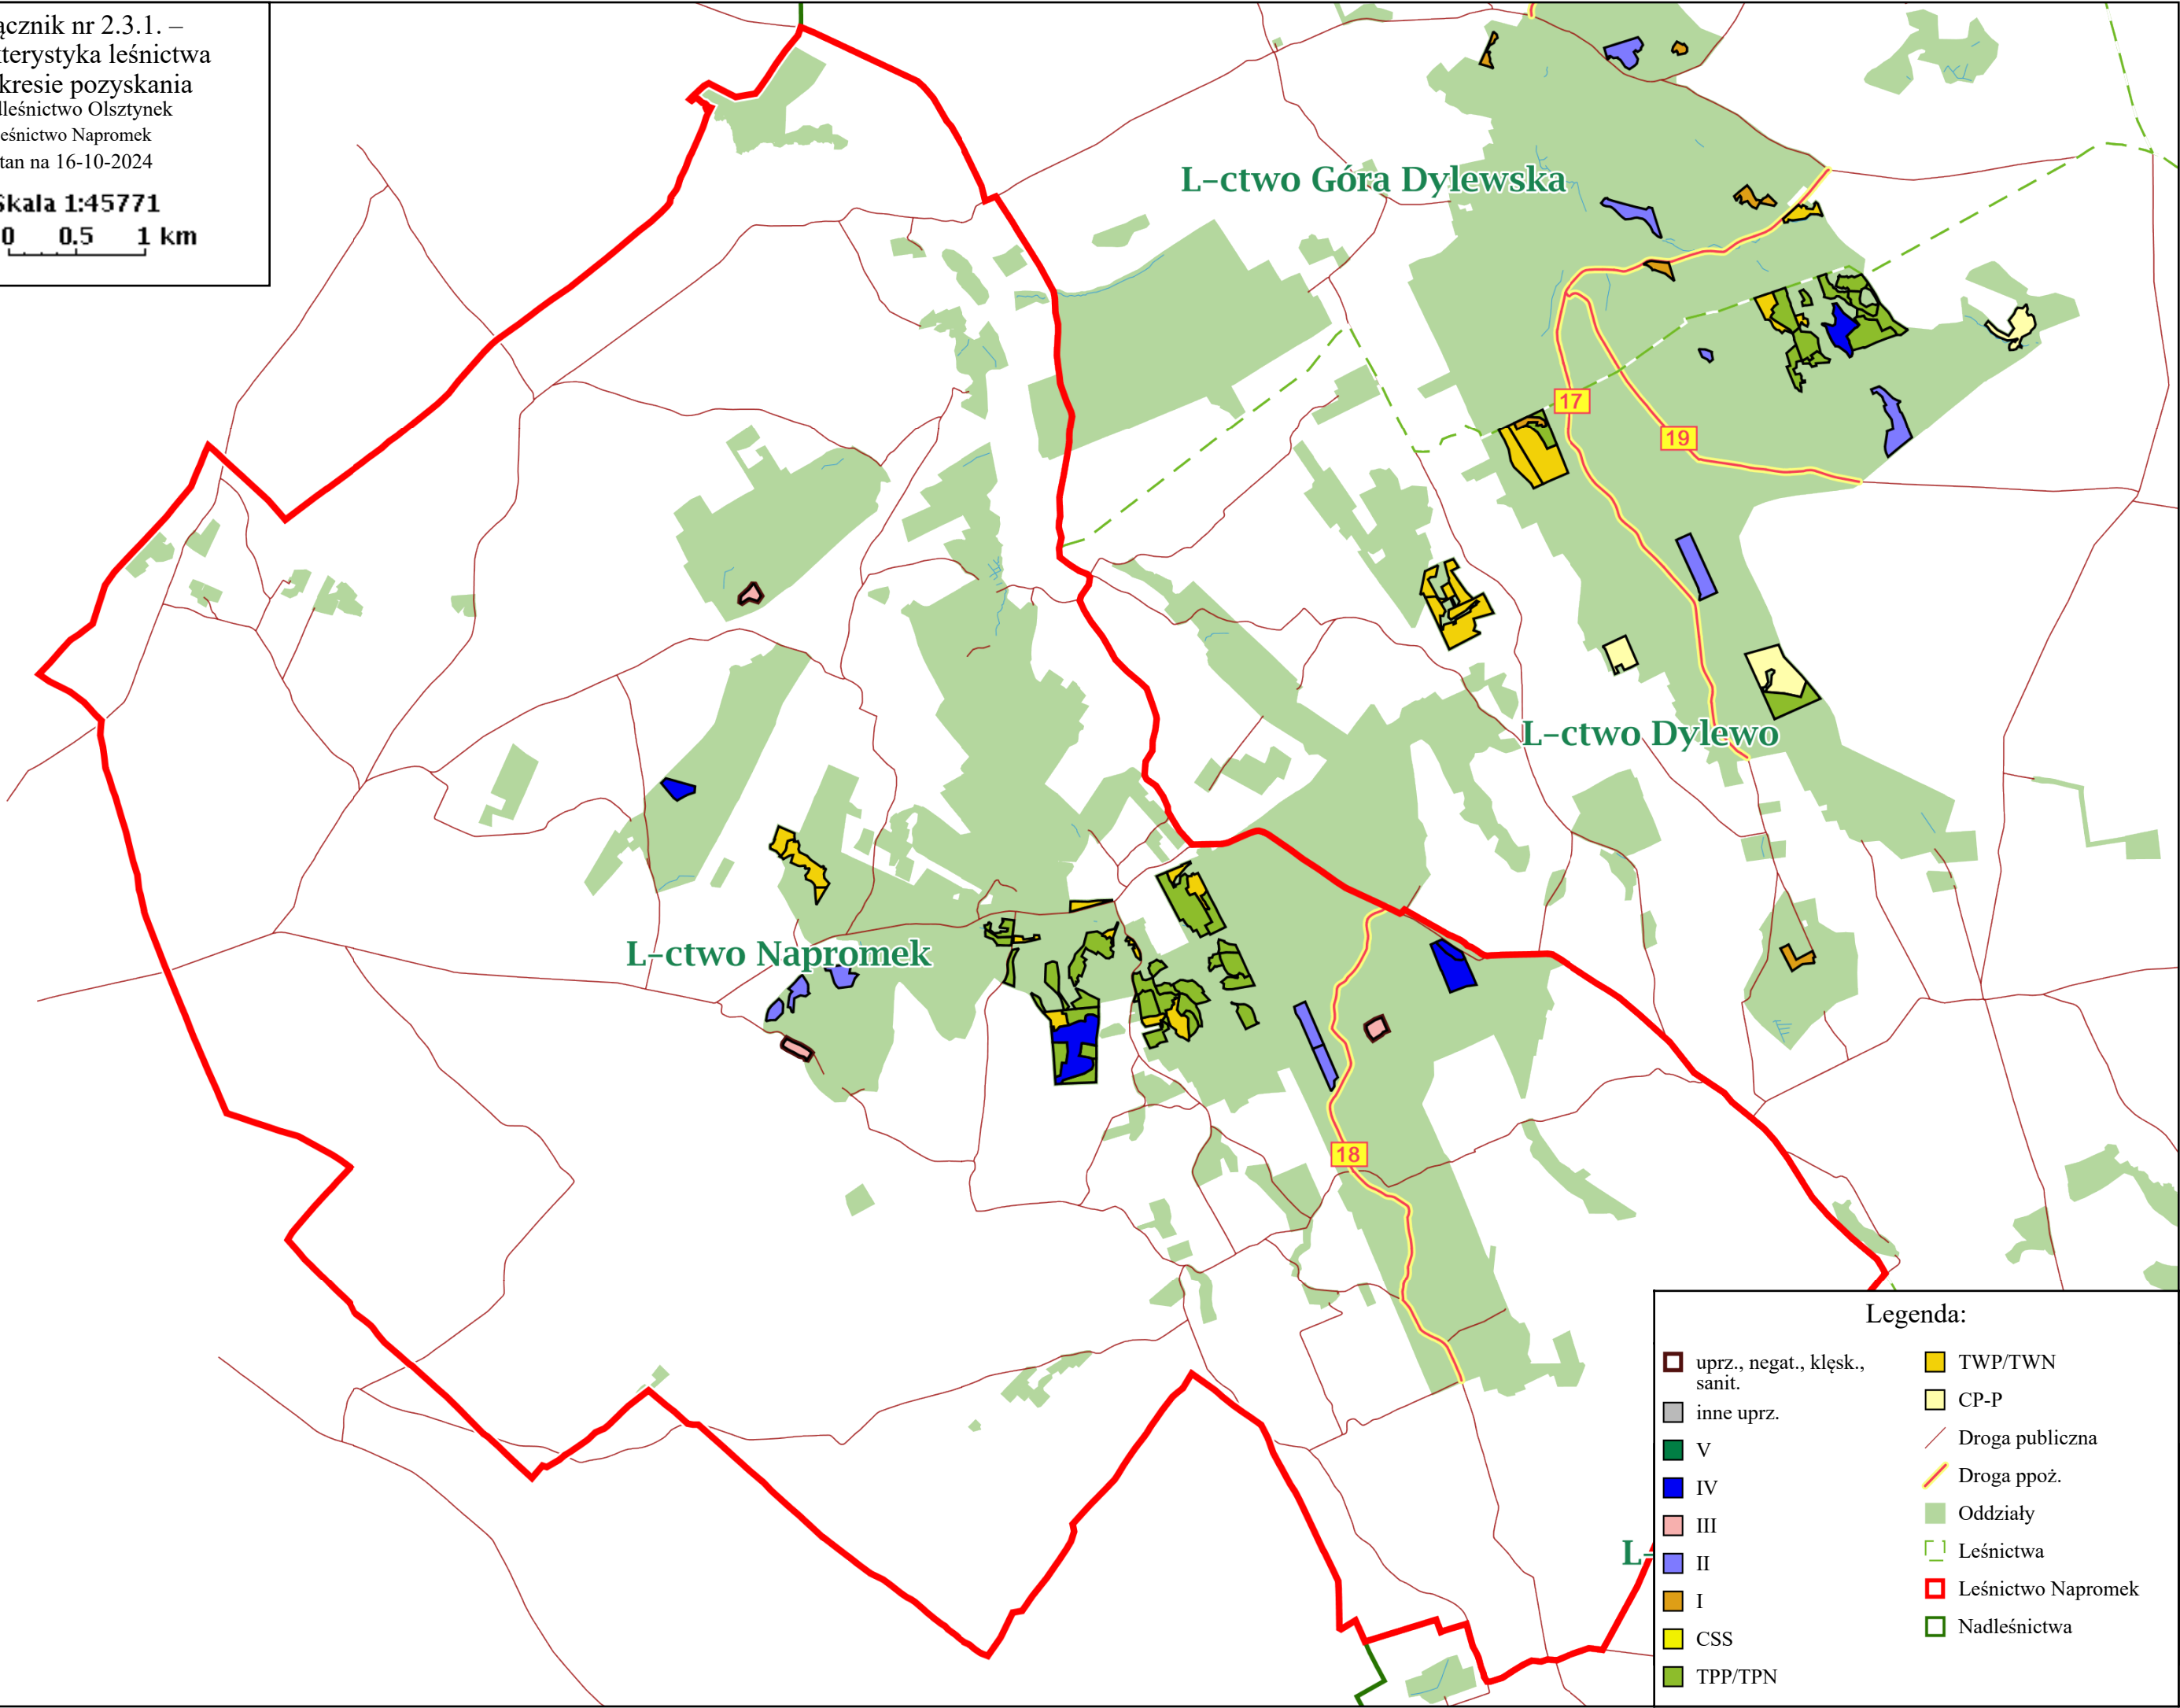 ącznik nr 2.3.1. –
kterystyka leśnictwa
kresie pozyskania
dleśnictwo Olsztynek
eśnictwo Napromek
tan na 16-10-2024
Skala 1:45771
0 0.5 1 km
L-ctwo Góra Dylewska
17
19
L-ctwo Dylewo
L-ctwo Napromek
18
L-
Legenda:
uprz., negat., klęsk.,
sanit.
inne uprz.
V
IV
III
II
I
CSS
TPP/TPN
TWP/TWN
CP-P
Droga publiczna
Droga ppoż.
Oddziały
Leśnictwa
Leśnictwo Napromek
Nadleśnictwa